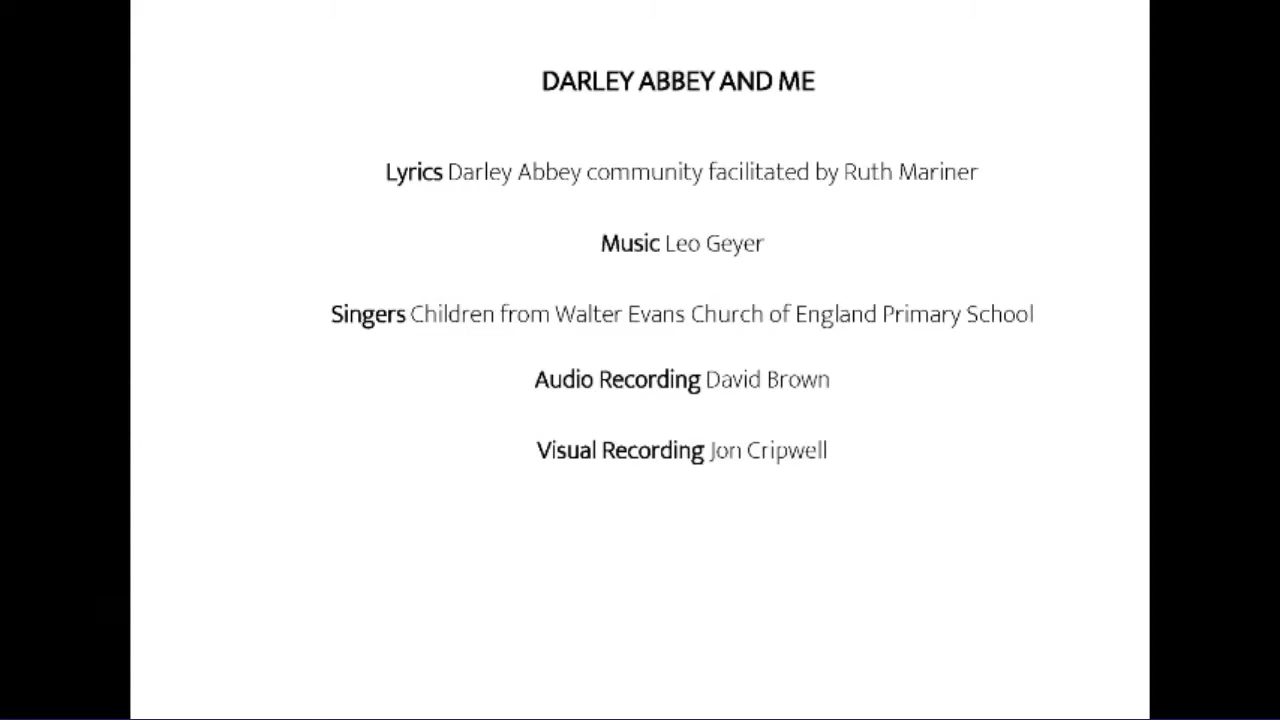 DARLEY ABBEY AND ME
Lyrics Darley Abbey community facilitated by Ruth Mariner
Music Leo Geyer
Singers Children from Walter Evans Church of England Primary School
Audio Recording David Brown
Visual Recording Jon Cripwell